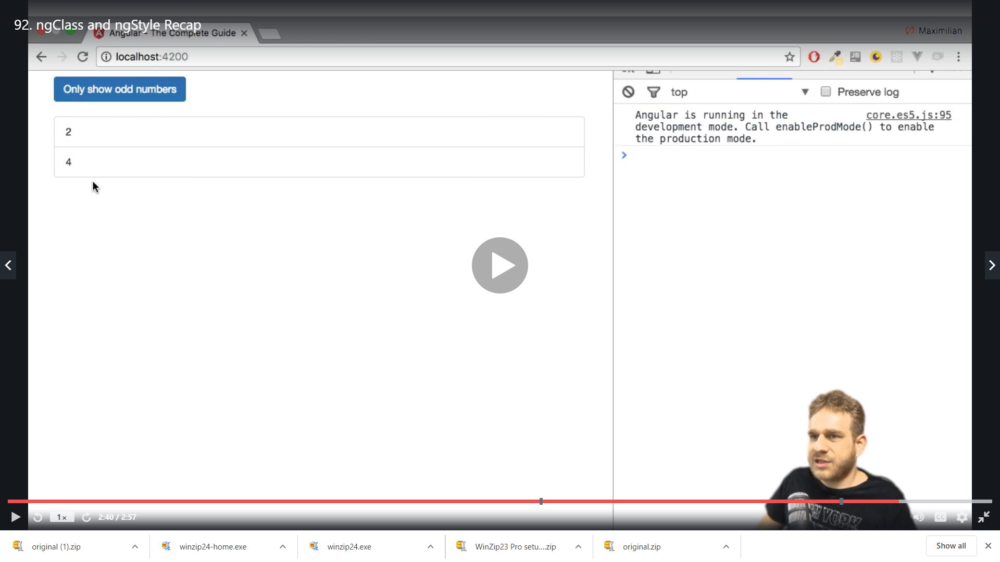 92. ngClass and ngStyle Recap
Angular - The Complete Guide
Maximilian
localhost:4200
JB
Only show odd numbers
top
Preserve log
2
4
Angular is running in the core.es5.js:95
development mode. Call enableProdMode() to enable
the production mode.
1x
2:40 / 2:57
CC
original (1).zip
winzip24-home.exe
winzip24.exe
WinZip23 Pro setu....zip
original.zip
Show all